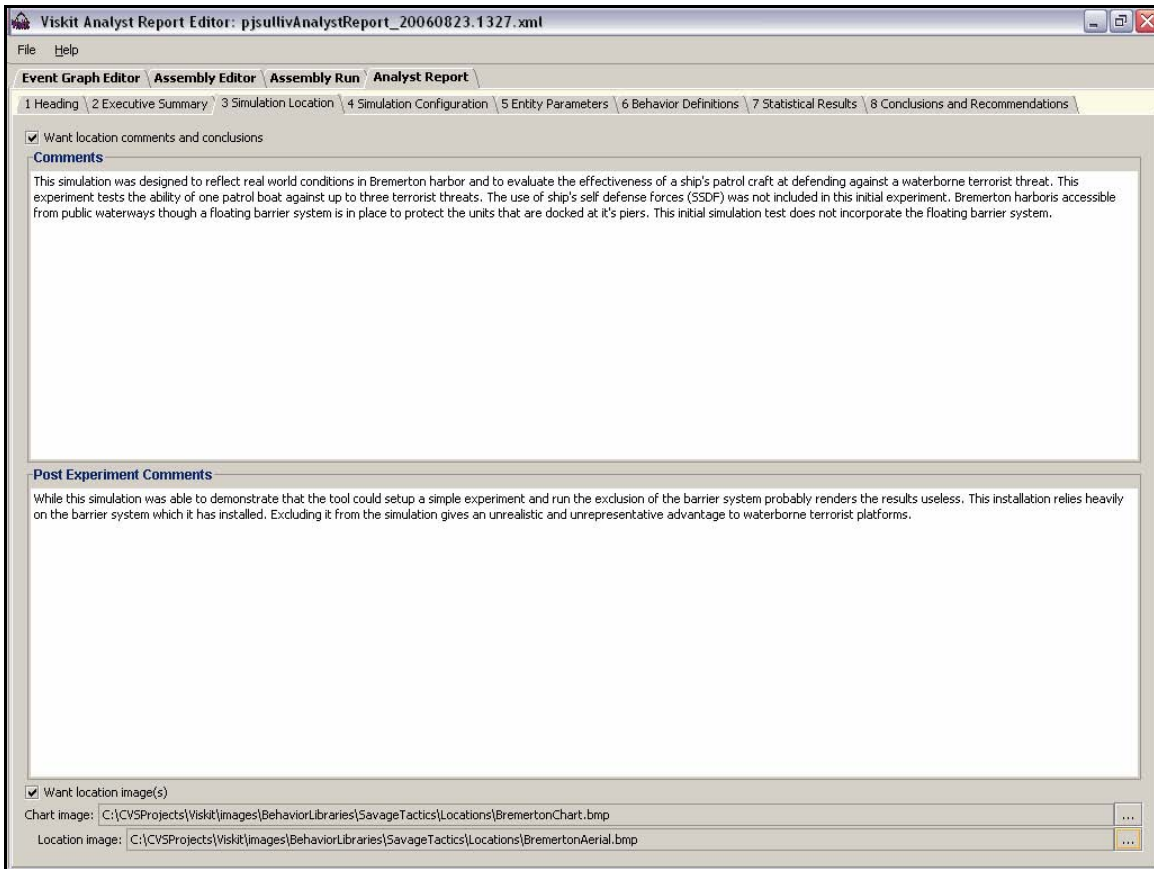 Viskit Analyst Report Editor: pjsullivAnalystReport_20060823.1327.xml
File Help
Event Graph Editor Assembly Editor Assembly Run Analyst Report
1 Heading 2 Executive Summary 3 Simulation Location 4 Simulation Configuration 5 Entity Parameters 6 Behavior Definitions 7 Statistical Results 8 Conclusions and Recommendations
Want location comments and conclusions
Comments
This simulation was designed to reflect real world conditions in Bremerton harbor and to evaluate the effectiveness of a ship's patrol craft at defending against a waterborne terrorist threat. This
experiment tests the ability of one patrol boat against up to three terrorist threats. The use of ship's self defense forces (SSDF) was not included in this initial experiment. Bremerton harboris accessible
from public waterways though a floating barrier system is in place to protect the units that are docked at it's piers. This initial simulation test does not incorporate the floating barrier system.
Post Experiment Comments
While this simulation was able to demonstrate that the tool could setup a simple experiment and run the exclusion of the barrier system probably renders the results useless. This installation relies heavily
on the barrier system which it has installed. Excluding it from the simulation gives an unrealistic and unrepresentative advantage to waterborne terrorist platforms.
Want location image(s)
Chart image: C:\CVSProjects\Viskit\images\BehaviorLibraries\SavageTactics\Locations\BremertonChart.bmp ...
Location image: C:\CVSProjects\Viskit\images\BehaviorLibraries\SavageTactics\Locations\BremertonAerial.bmp ...